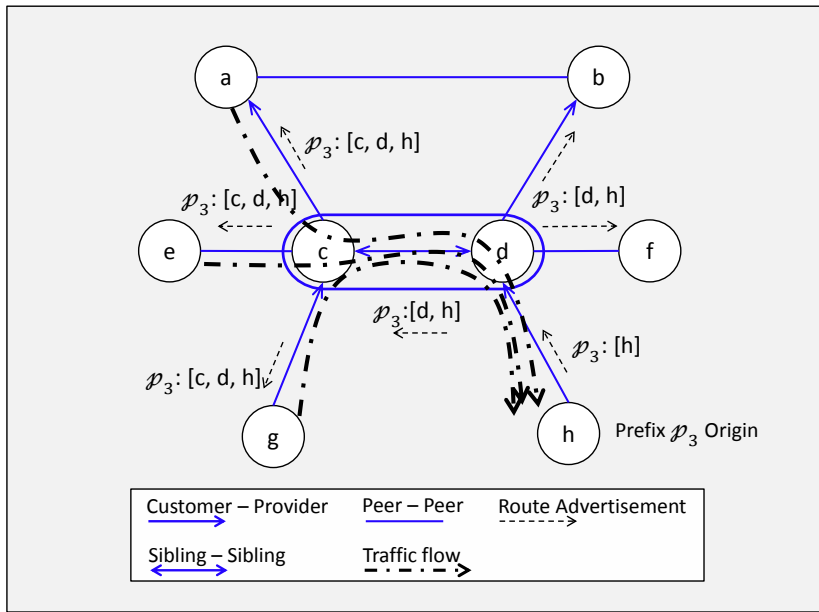 a
b
𝓅₃: [c, d, h]
𝓅₃: [c, d, h]
𝓅₃: [d, h]
e
c
d
f
𝓅₃:[d, h]
𝓅₃: [h]
𝓅₃: [c, d, h]
g
h
Prefix 𝓅₃ Origin
Customer – Provider
Peer – Peer
Route Advertisement
Sibling – Sibling
Traffic flow